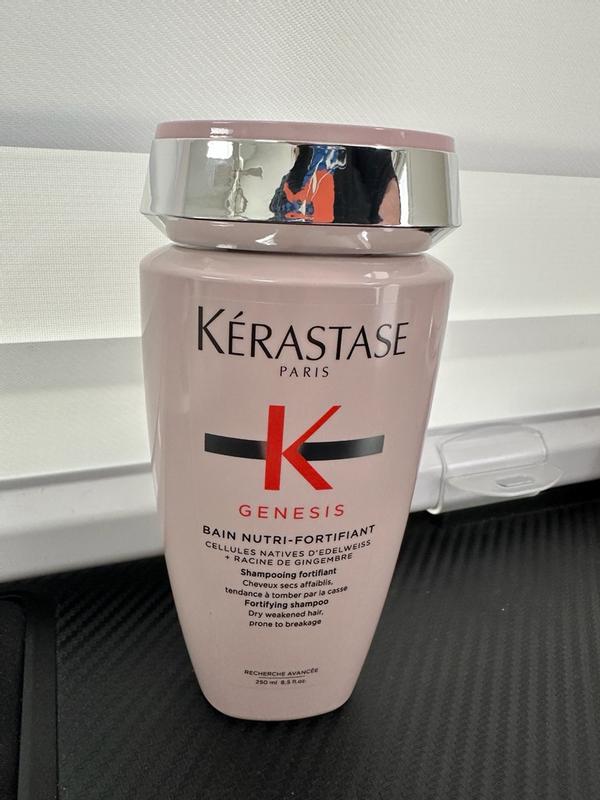 KÉRASTASE
PARIS
K
GENESIS
BAIN NUTRI-FORTIFIANT
CELLULES NATIVES D'EDELWEISS
+ RACINE DE GINGEMBRE
Shampooing fortifiant
Cheveux secs affaiblis,
tendance à tomber par la casse
Fortifying shampoo
Dry weakened hair,
prone to breakage
RECHERCHE AVANCÉE
250 ml 8.5 fl.oz.